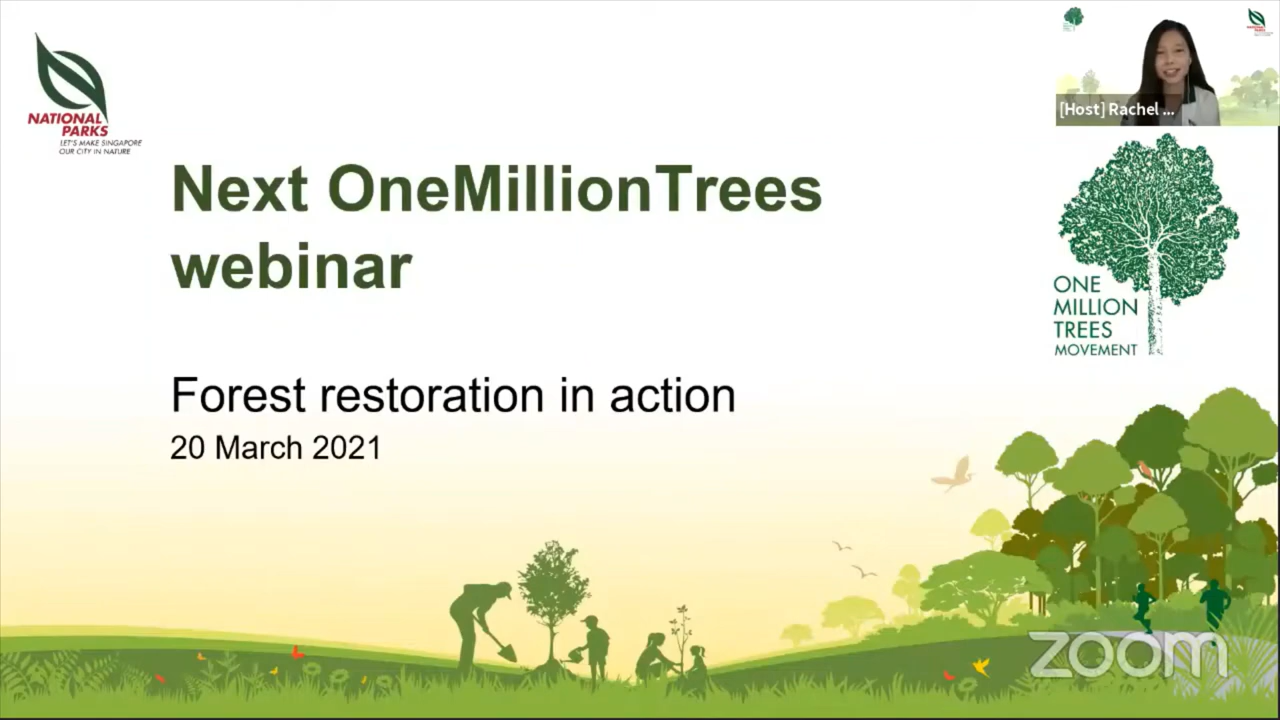 NATIONAL
PARKS
LET'S MAKE SINGAPORE
OUR CITY IN NATURE
[Host] Rachel ...
Next OneMillionTrees
webinar
ONE
MILLION
TREES
MOVEMENT
Forest restoration in action
20 March 2021
zoom